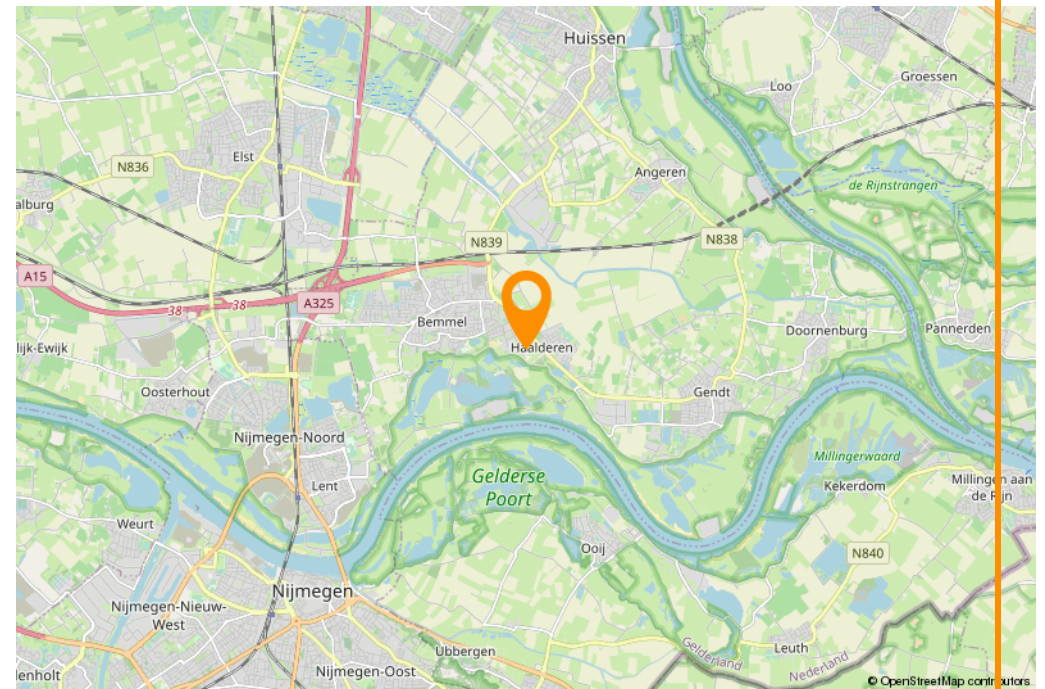 Huissen
Groessen
Loo
N836
Elst
Angeren
de Rijnstrangen
alburg
N839
N838
A15
38
38
A325
Bemmel
Doornenburg
Pannerden
lijk-Ewijk
Haalderen
Oosterhout
Gendt
Nijmegen-Noord
Millingerwaard
Gelderse
Poort
Lent
Kekerdom
Millingen aan
de Rijn
Weurt
Ooij
N840
Nijmegen
Nijmegen-Nieuw-
West
Ubbergen
Gelderland
Leuth
Nederland
lenholt
Nijmegen-Oost
© OpenStreetMap contributors